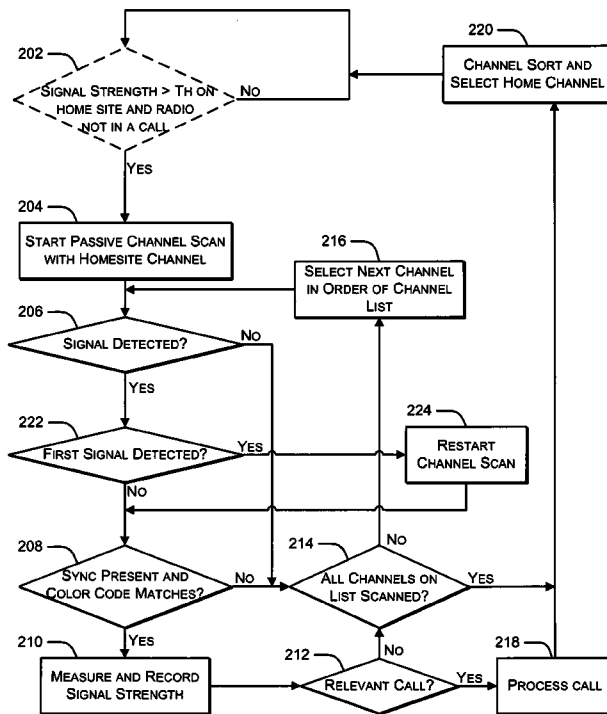 202
SIGNAL STRENGTH > TH ON
HOME SITE AND RADIO
NOT IN A CALL
NO
YES
220
CHANNEL SORT AND
SELECT HOME CHANNEL
204
START PASSIVE CHANNEL SCAN
WITH HOMESITE CHANNEL
216
SELECT NEXT CHANNEL
IN ORDER OF CHANNEL
LIST
206
SIGNAL DETECTED?
NO
YES
222
FIRST SIGNAL DETECTED?
YES
NO
224
RESTART
CHANNEL SCAN
208
SYNC PRESENT AND
COLOR CODE MATCHES?
NO
YES
214
NO
ALL CHANNELS ON
LIST SCANNED?
YES
210
MEASURE AND RECORD
SIGNAL STRENGTH
212
NO
RELEVANT CALL?
YES
218
PROCESS CALL